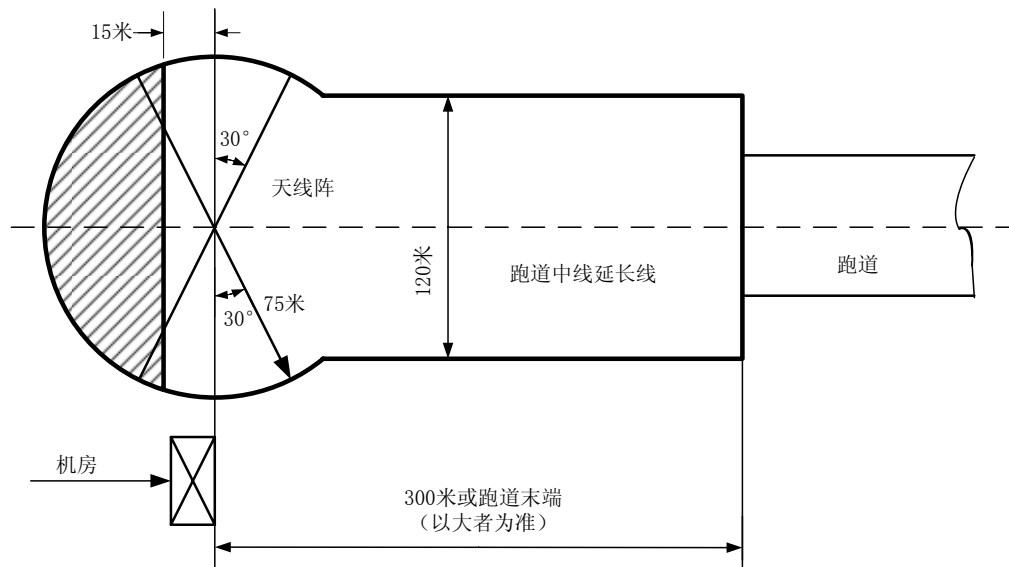 15米
30°
天线阵
120米
跑道中线延长线
跑道
75米
30°
机房
300米或跑道末端
（以大者为准）